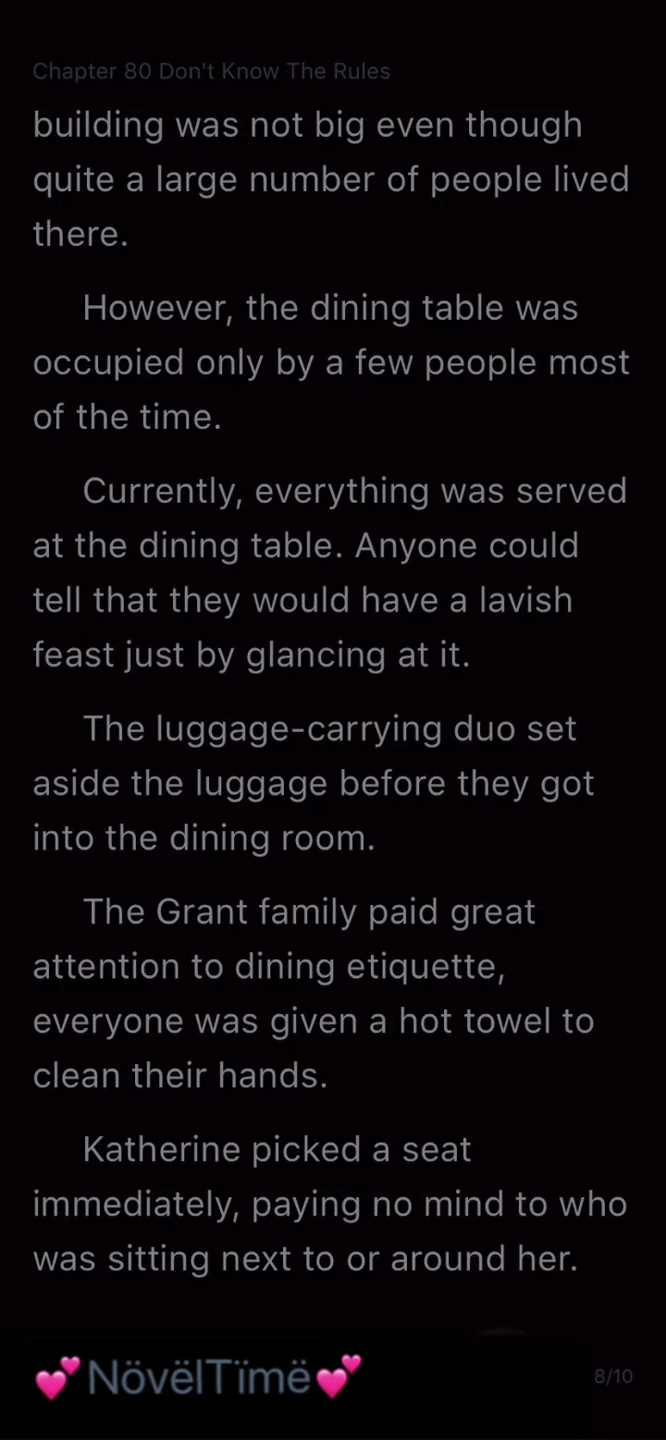 Chapter 80 Don't Know The Rules
building was not big even though
quite a large number of people lived
there.
However, the dining table was
occupied only by a few people most
of the time.
Currently, everything was served
at the dining table. Anyone could
tell that they would have a lavish
feast just by glancing at it.
The luggage-carrying duo set
aside the luggage before they got
into the dining room.
The Grant family paid great
attention to dining etiquette,
everyone was given a hot towel to
clean their hands.
Katherine picked a seat
immediately, paying no mind to who
was sitting next to or around her.
💕NövëlTïmë💕
8/10